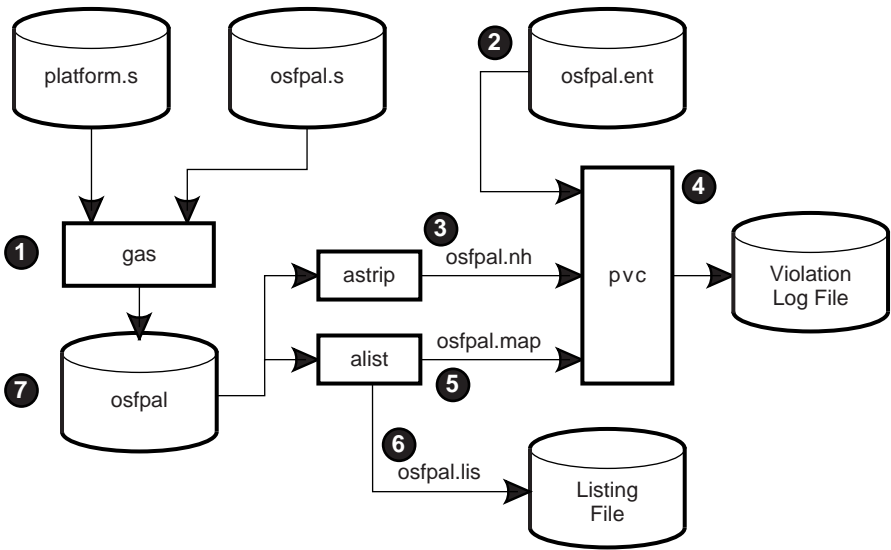 platform.s
osfpal.s
2
osfpal.ent
4
1
gas
3
osfpal.nh
astrip
pvc
Violation
Log File
osfpal.map
alist
7
osfpal
5
6
osfpal.lis
Listing
File